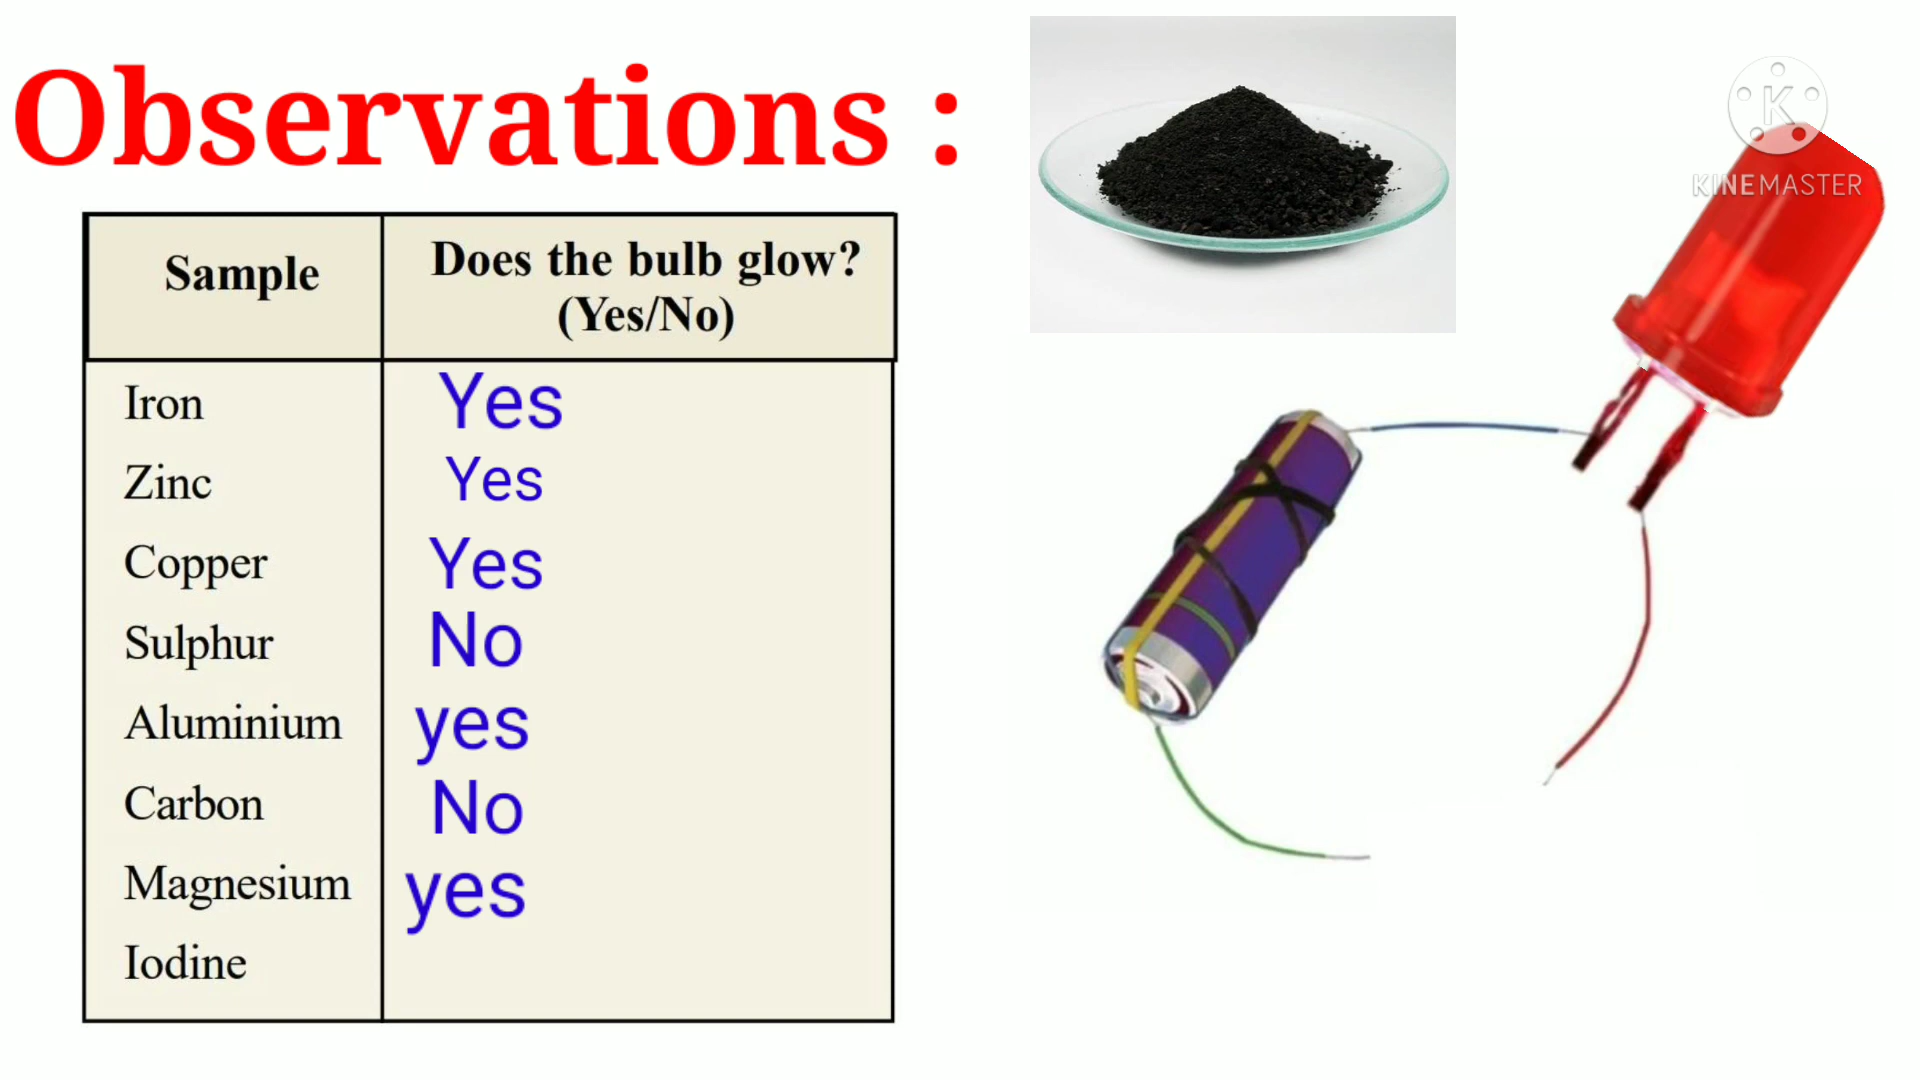 Observations :
Sample
Does the bulb glow?
(Yes/No)
Iron Yes
Zinc Yes
Copper Yes
Sulphur No
Aluminium yes
Carbon No
Magnesium yes
Iodine
K
KINEMASTER